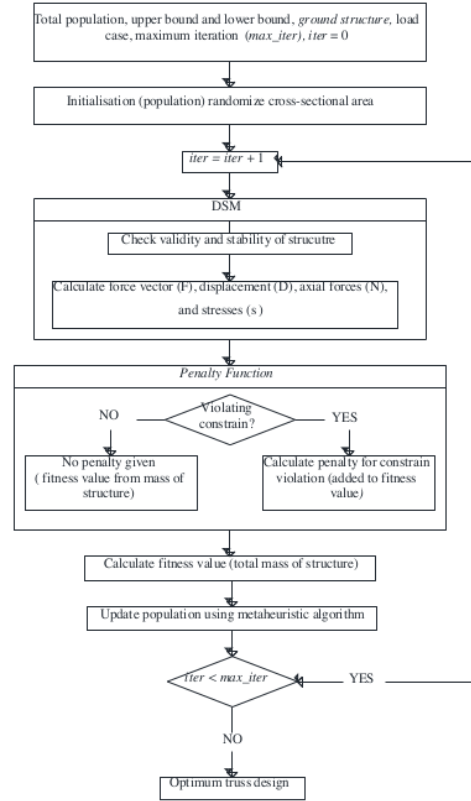 Total population, upper bound and lower bound, ground structure, load
case, maximum iteration (max_iter), iter = 0
Initialisation (population) randomize cross-sectional area
iter = iter + 1
DSM
Check validity and stability of strucutre
Calculate force vector (F), displacement (D), axial forces (N),
and stresses (s)
Penalty Function
Violating
constrain?
NO
YES
No penalty given
( fitness value from mass of
structure)
Calculate penalty for constrain
violation (added to fitness
value)
Calculate fitness value (total mass of structure)
Update population using metaheuristic algorithm
iter < max_iter
YES
NO
Optimum truss design